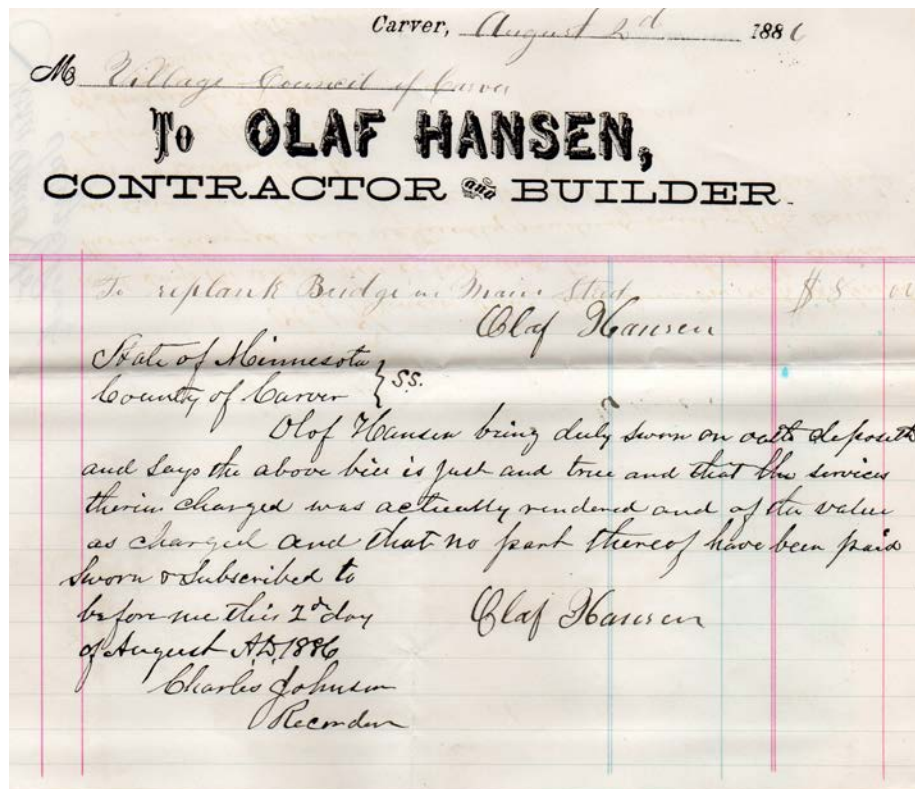 Carver, August 2d 1886
M Village Council of Carver
To OLAF HANSEN,
CONTRACTOR and BUILDER.
To replank Bridge on Main Street $8 00
Olaf Hansen
State of Minnesota
County of Carver } SS.
Olof Hansen being duly sworn on oath deposeth
and says the above bill is just and true and that the services
therein charged was actually rendered and of the value
as charged and that no part thereof have been paid
Sworn & Subscribed to
before me this 2d day
of August A.D. 1886
Olaf Hansen
Charles Johnson
Recorder